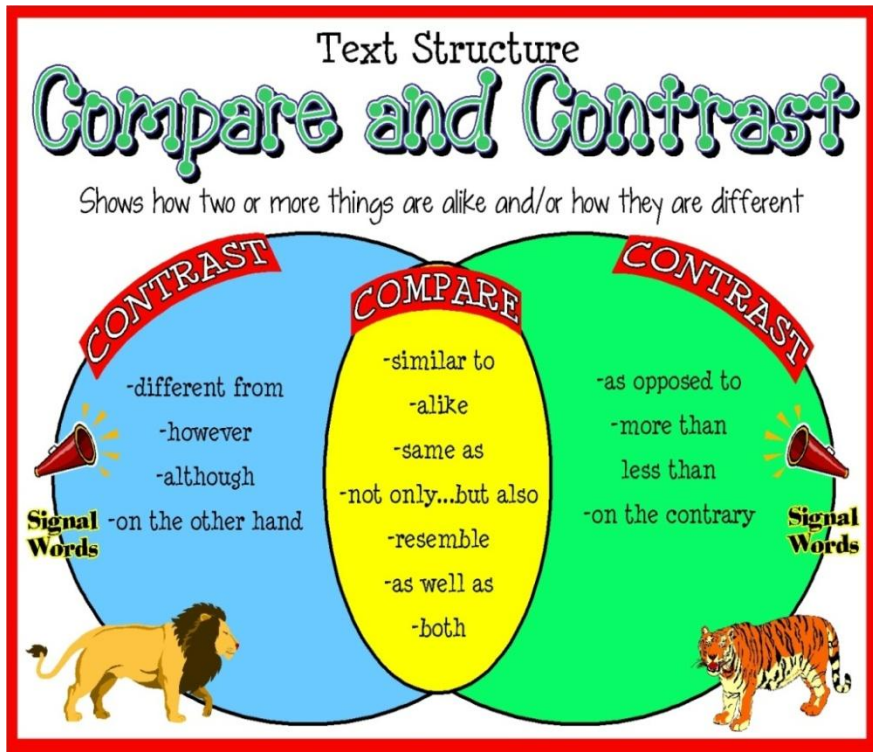 Text Structure
Compare and Contrast
Shows how two or more things are alike and/or how they are different
CONTRAST
-different from
-however
-although
-on the other hand
Signal
Words
COMPARE
-similar to
-alike
-same as
-not only...but also
-resemble
-as well as
-both
CONTRAST
-as opposed to
-more than
less than
-on the contrary
Signal
Words